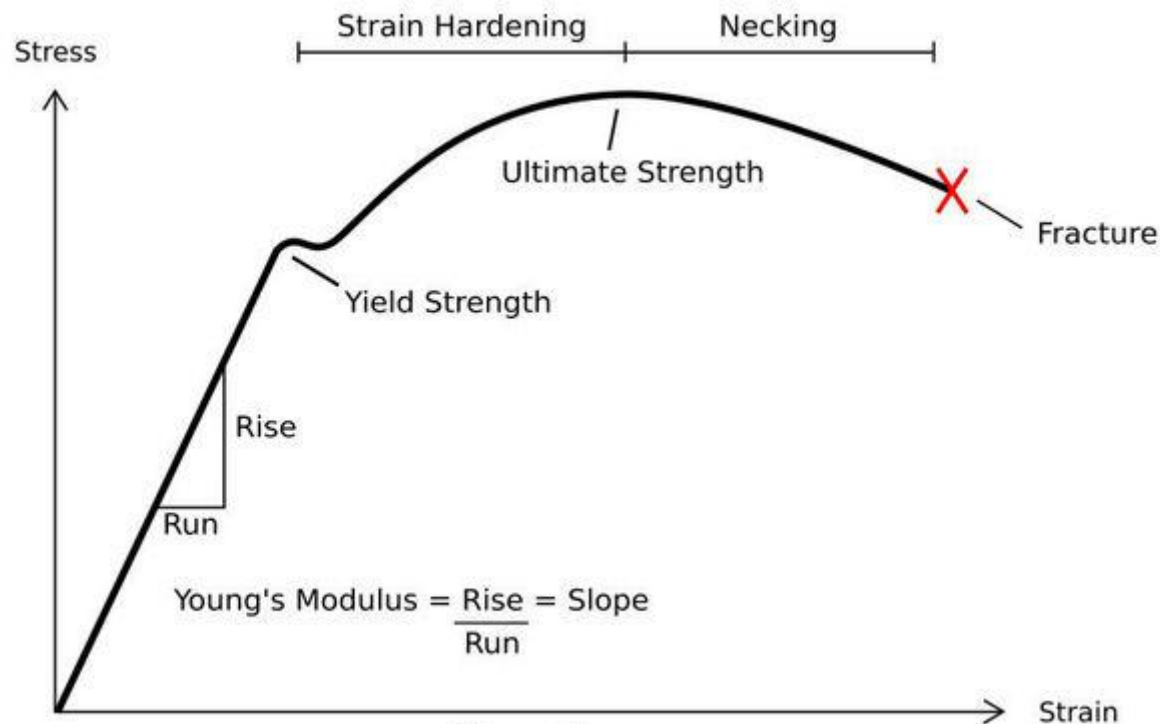 Strain Hardening
Necking
Stress
Ultimate Strength
Fracture
Yield Strength
Rise
Run
Young's Modulus = Rise = Slope
Run
Strain